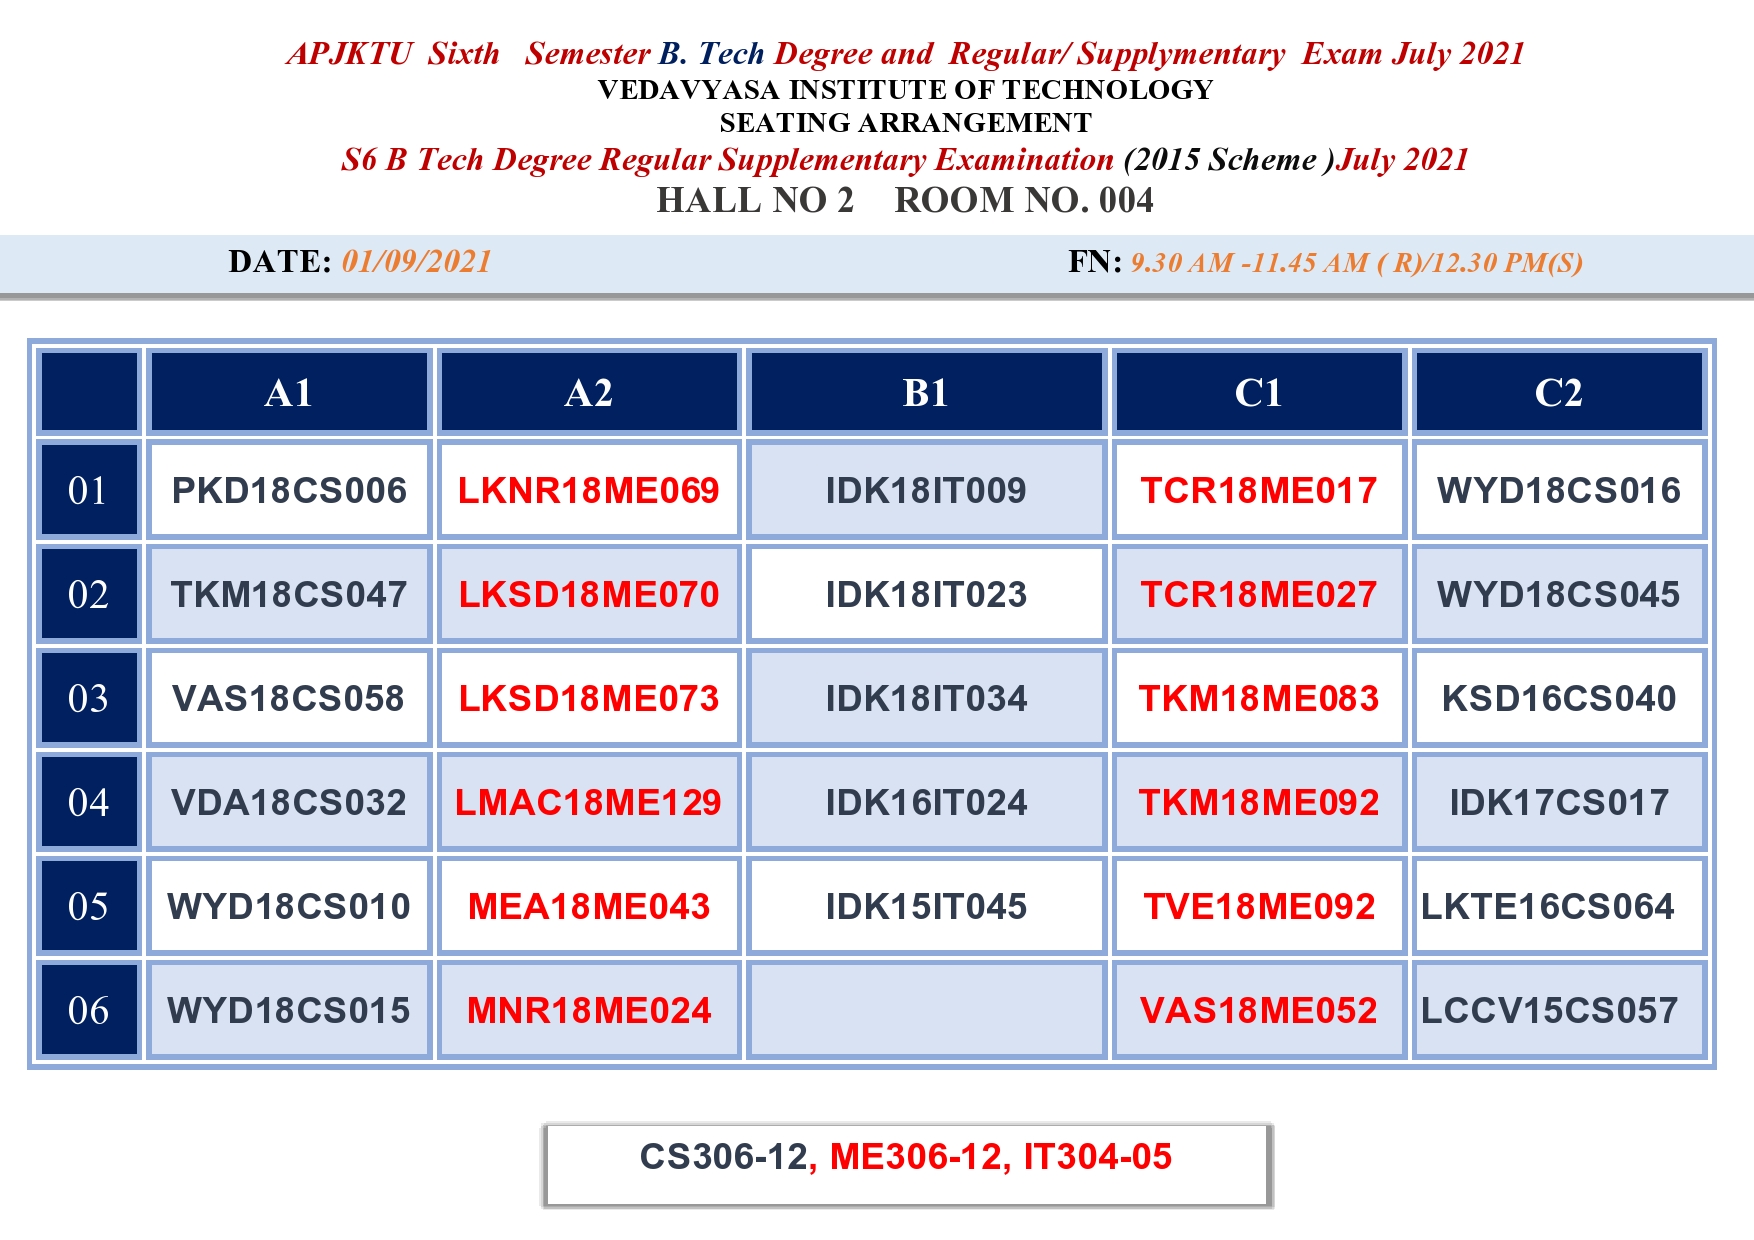 APJKTU Sixth Semester B. Tech Degree and Regular/ Supplymentary Exam July 2021
VEDAVYASA INSTITUTE OF TECHNOLOGY
SEATING ARRANGEMENT
S6 B Tech Degree Regular Supplementary Examination (2015 Scheme )July 2021
HALL NO 2 ROOM NO. 004
DATE: 01/09/2021 FN: 9.30 AM -11.45 AM ( R)/12.30 PM(S)
A1 A2 B1 C1 C2
01 PKD18CS006 LKNR18ME069 IDK18IT009 TCR18ME017 WYD18CS016
02 TKM18CS047 LKSD18ME070 IDK18IT023 TCR18ME027 WYD18CS045
03 VAS18CS058 LKSD18ME073 IDK18IT034 TKM18ME083 KSD16CS040
04 VDA18CS032 LMAC18ME129 IDK16IT024 TKM18ME092 IDK17CS017
05 WYD18CS010 MEA18ME043 IDK15IT045 TVE18ME092 LKTE16CS064
06 WYD18CS015 MNR18ME024 VAS18ME052 LCCV15CS057
CS306-12, ME306-12, IT304-05